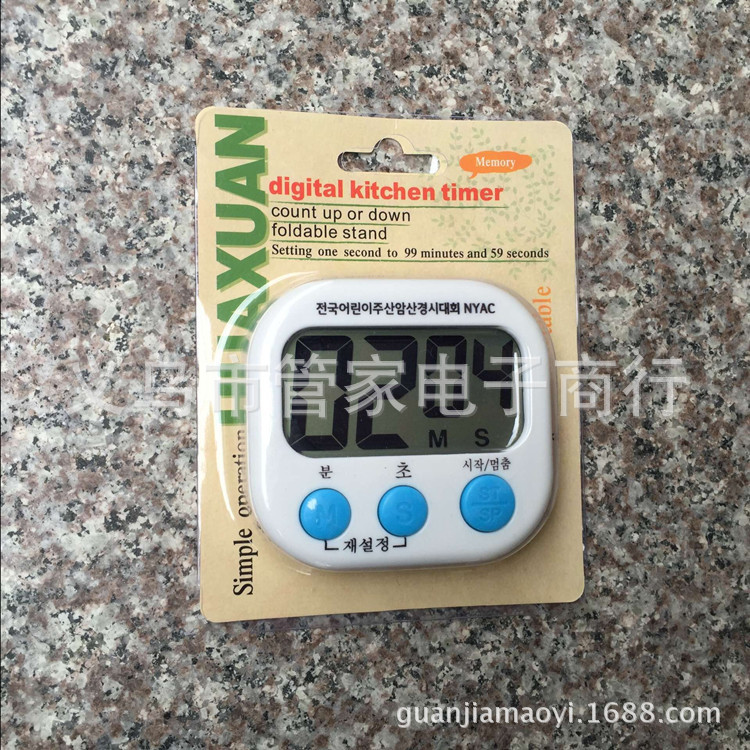 Memory
digital kitchen timer
count up or down
foldable stand
Setting one second to 99 minutes and 59 seconds
전국어린이주산암산경시대회 NYAC
02 04
M S
분 초 시작/멈춤
M S ST/SP
재설정
Simple operation
义乌市管家电子商行
guanjiamaoyi.1688.com